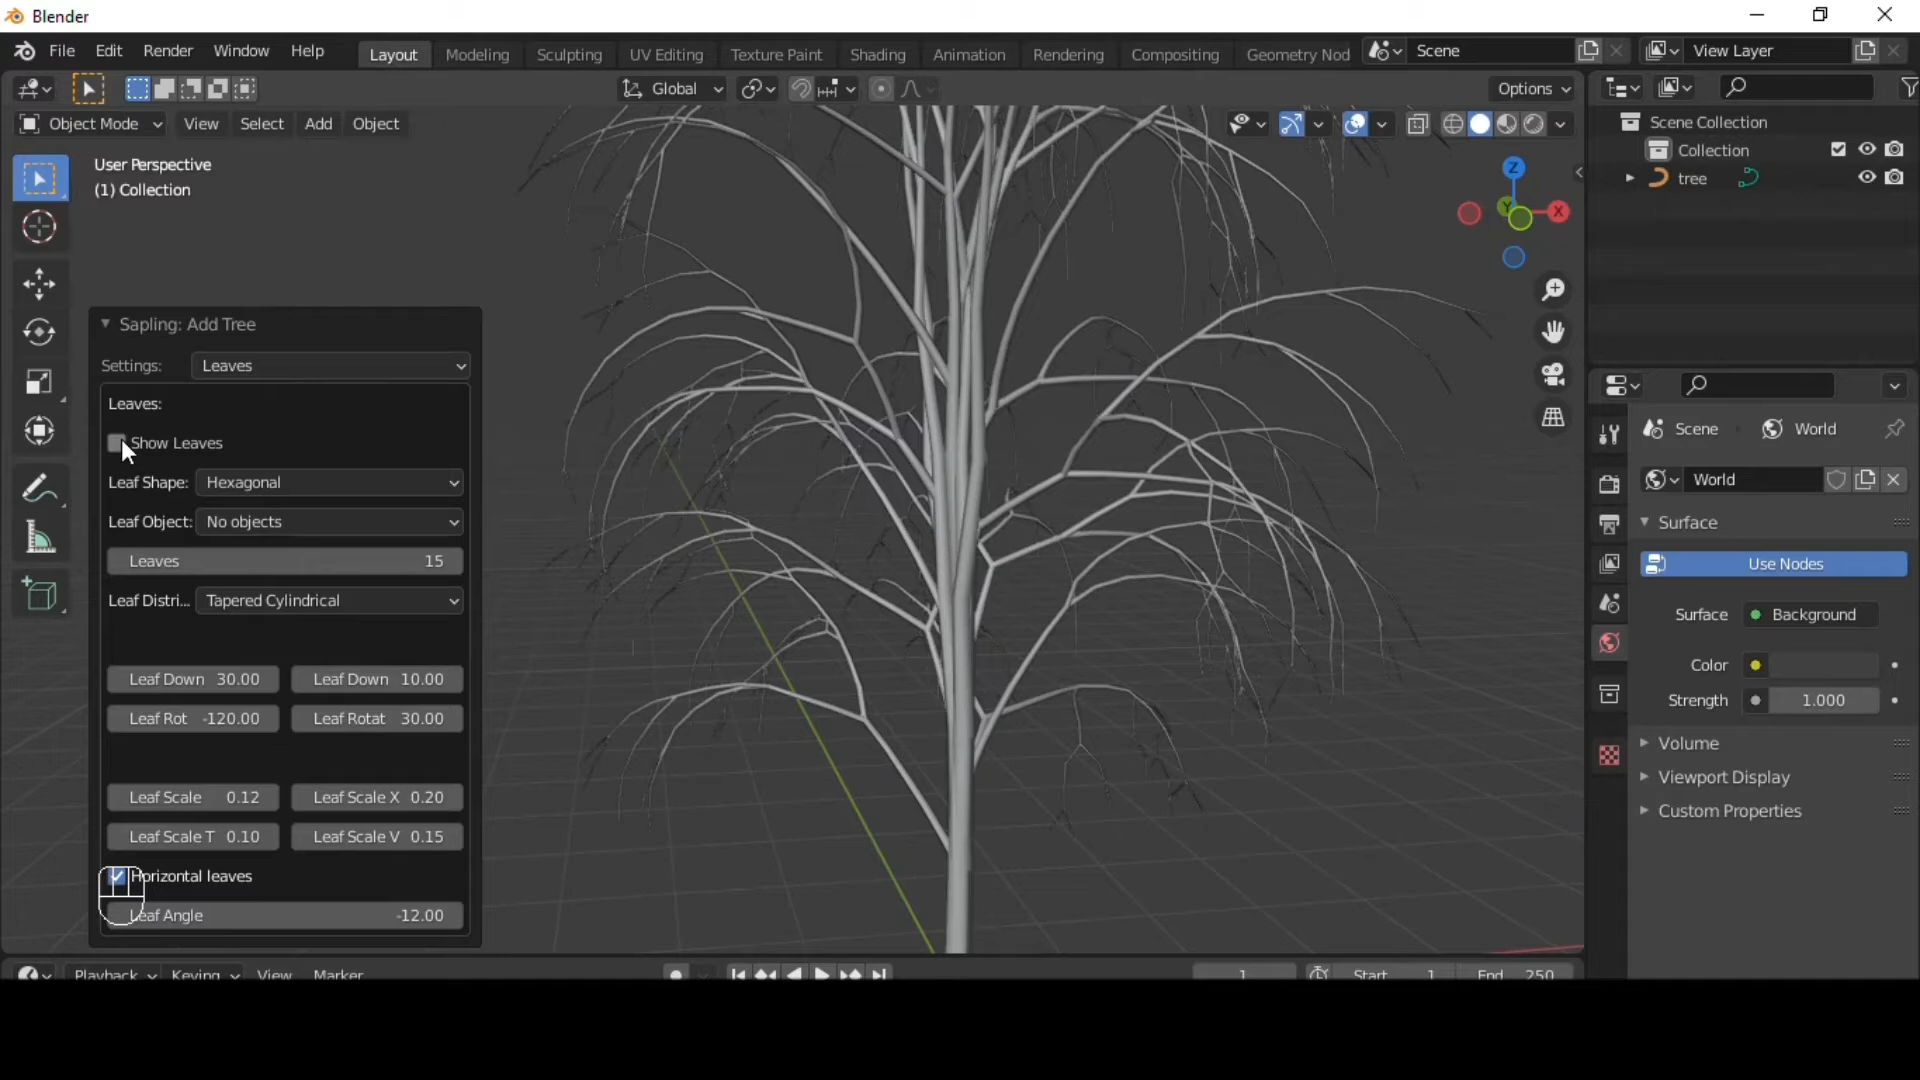 Blender
File Edit Render Window Help Layout Modeling Sculpting UV Editing Texture Paint Shading Animation Rendering Compositing Geometry Nod Scene View Layer
Global Options
Object Mode View Select Add Object
User Perspective
(1) Collection
Z
Y X
Sapling: Add Tree
Settings: Leaves
Leaves:
Show Leaves
Leaf Shape: Hexagonal
Leaf Object: No objects
Leaves 15
Leaf Distri... Tapered Cylindrical
Leaf Down 30.00 Leaf Down 10.00
Leaf Rot -120.00 Leaf Rotat 30.00
Leaf Scale 0.12 Leaf Scale X 0.20
Leaf Scale T 0.10 Leaf Scale V 0.15
Horizontal leaves
Leaf Angle -12.00
Scene Collection
Collection
tree
Scene World
World
Surface
Use Nodes
Surface Background
Color
Strength 1.000
Volume
Viewport Display
Custom Properties
Playback Keying View Marker 1 Start 1 End 250